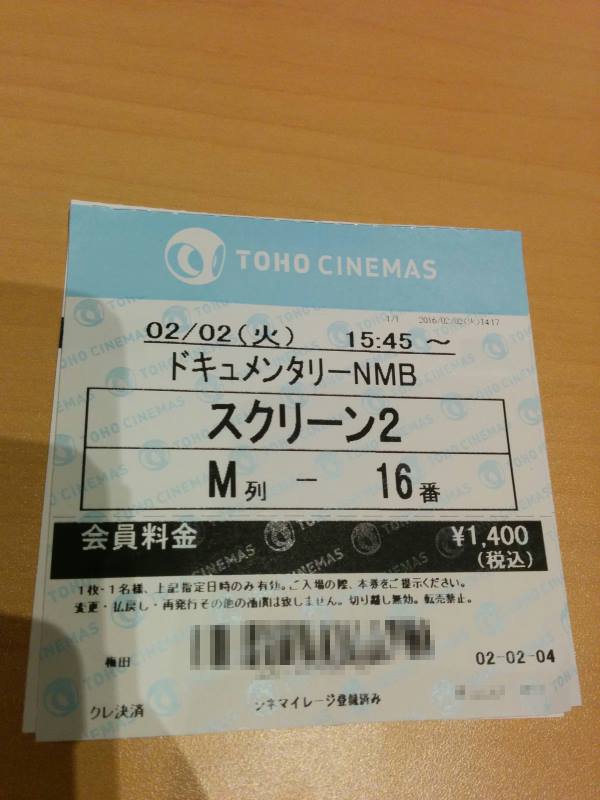 TOHO CINEMAS
1/1 2016/02/02(火)14:17
02/02(火) 15:45 ～
ドキュメンタリーNMB
スクリーン2
M列 － 16番
会員料金 ¥1,400
(税込)
1枚・1名様、上記指定日時のみ有効。ご入場の際、本券をご提示ください。
変更・払戻し・再発行その他の補償は致しません。切り離し無効。転売禁止。
梅田 02-02-04
クレ決済 シネマイレージ登録済み